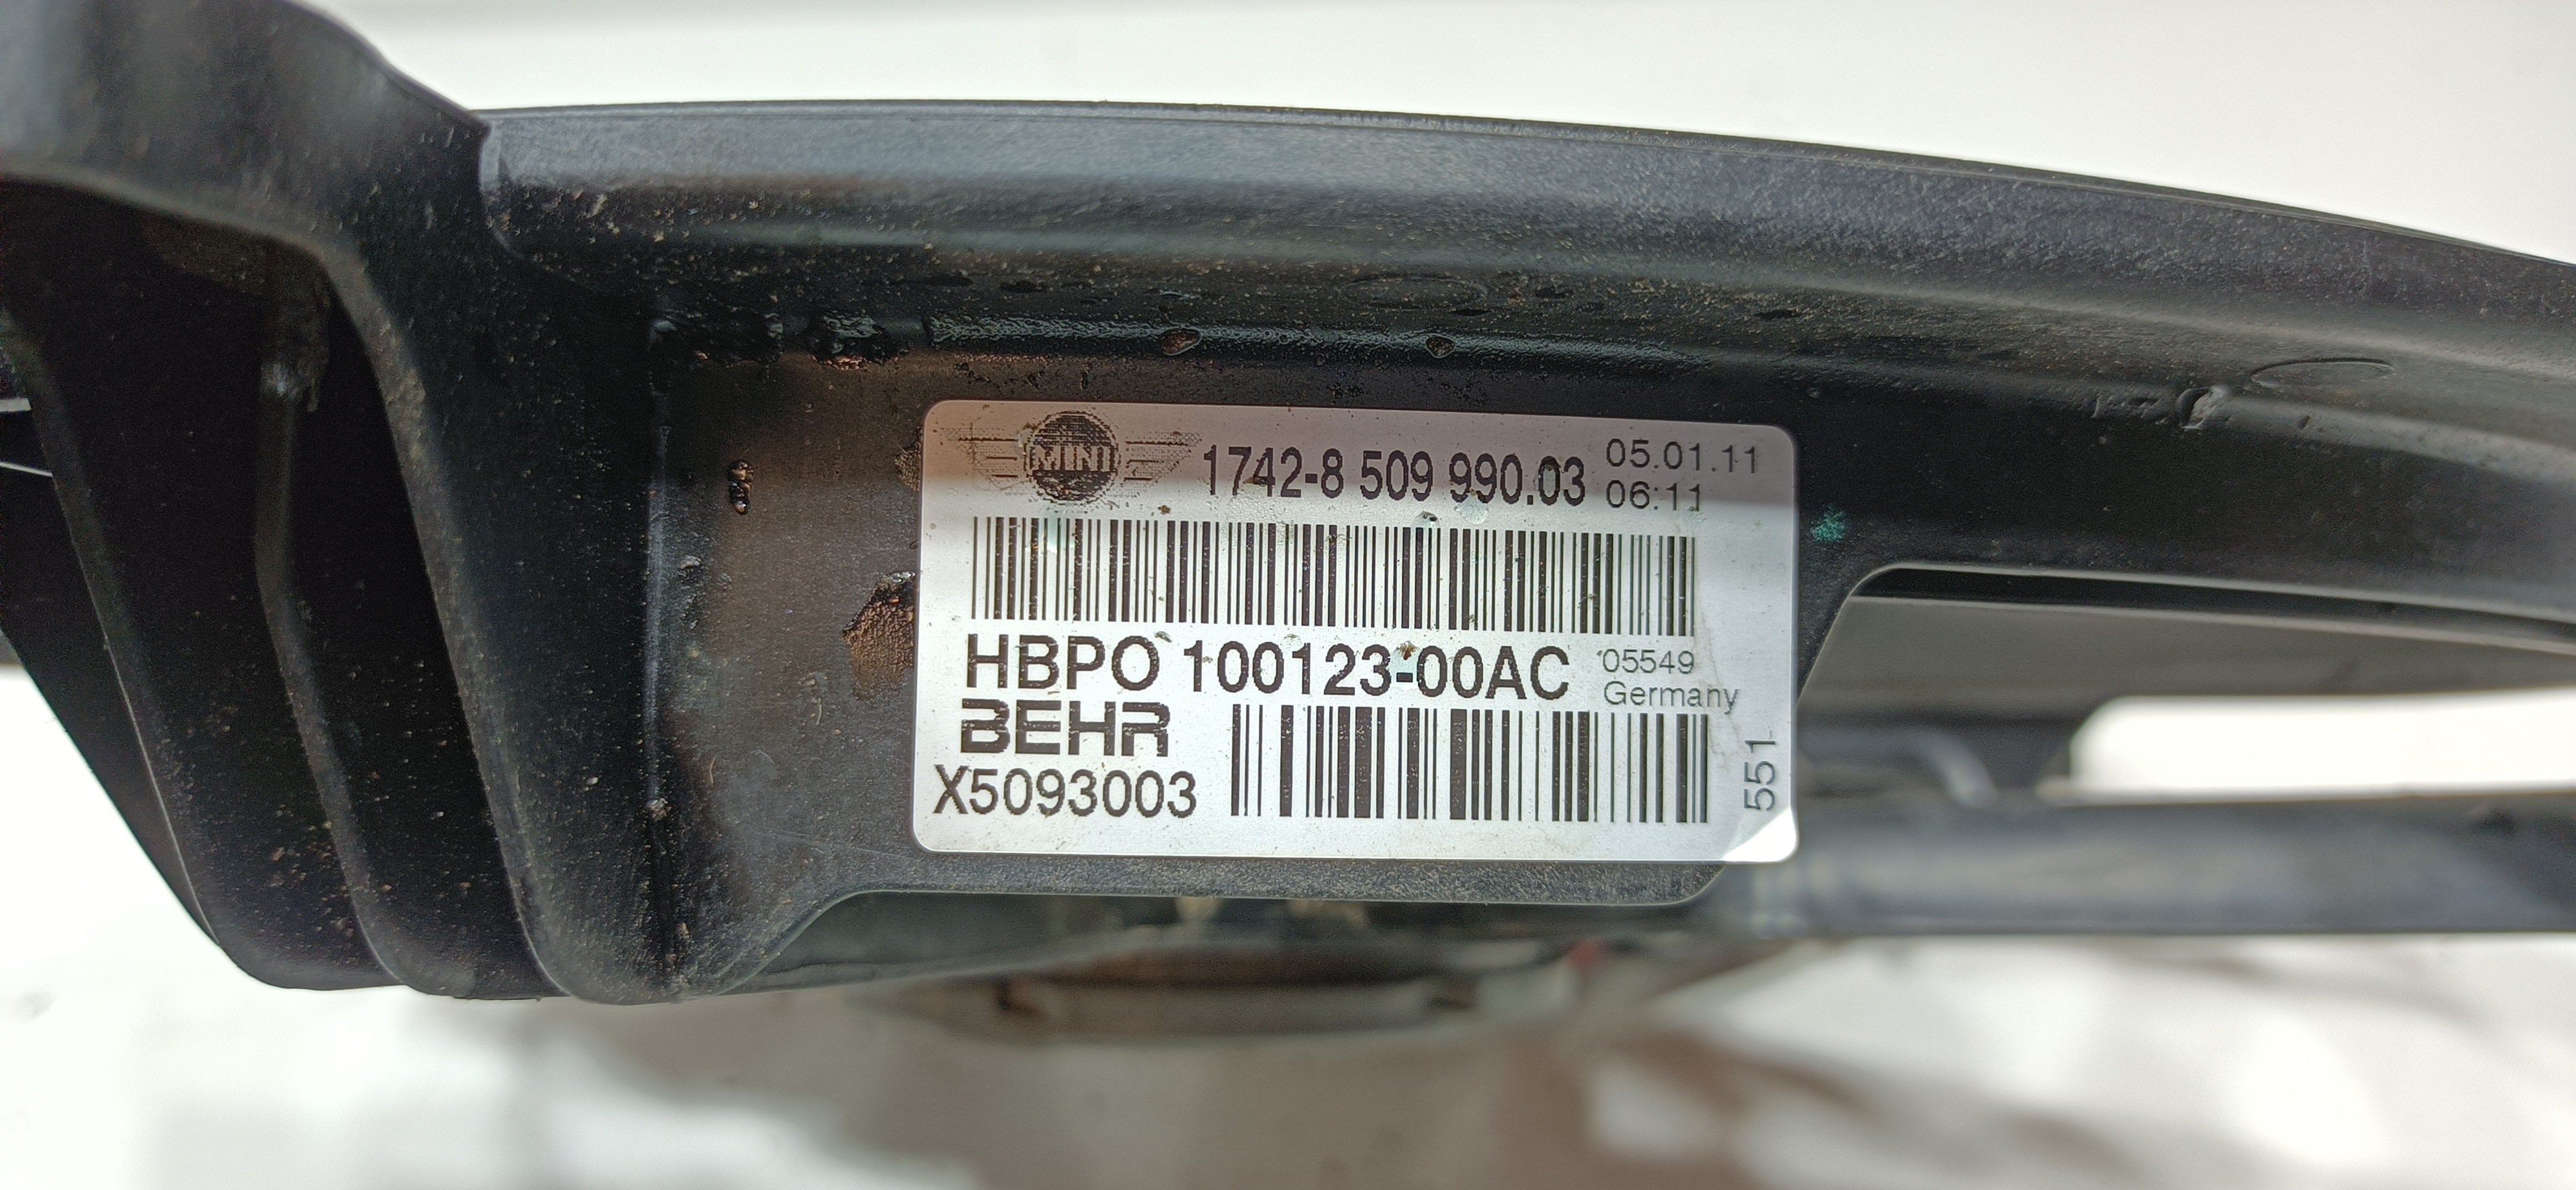 MINI 1742-8 509 990.03 05.01.11
06:11
HBPO 100123-00AC 05549
Germany
BEHR
X5093003
551